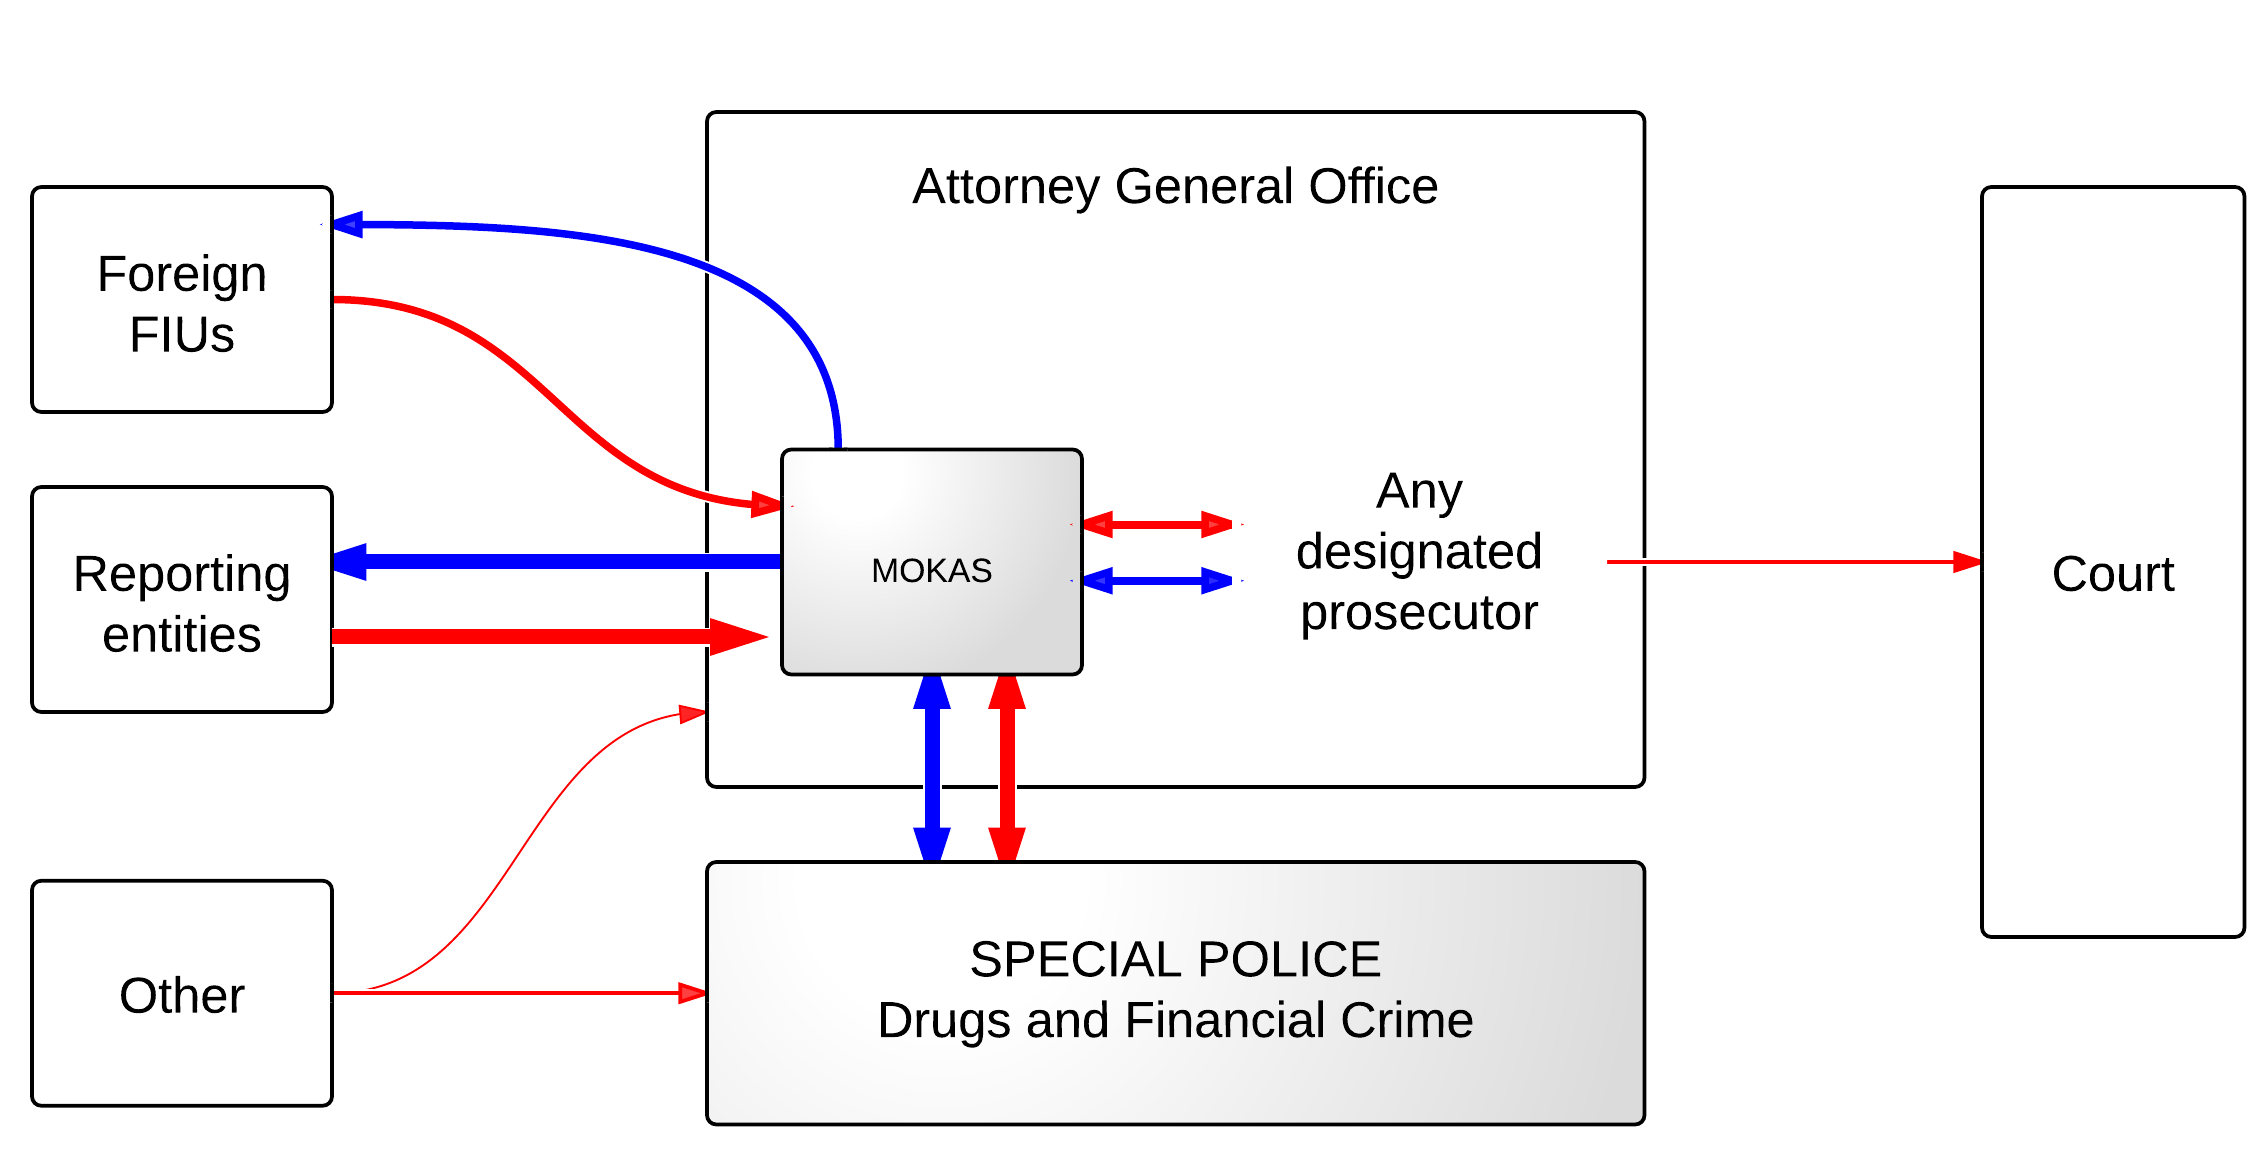 Attorney General Office
Foreign
FIUs
Reporting
entities
MOKAS
Any
designated
prosecutor
Court
Other
SPECIAL POLICE
Drugs and Financial Crime